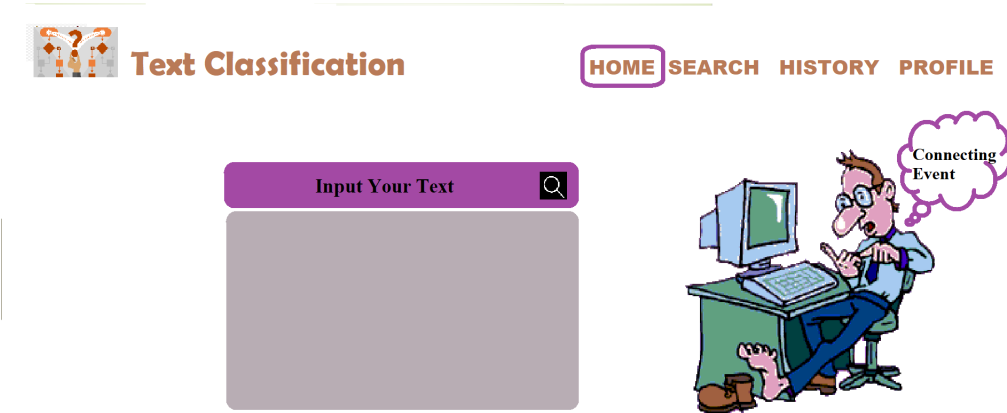 Text Classification
HOME SEARCH HISTORY PROFILE
Connecting
Event
Input Your Text